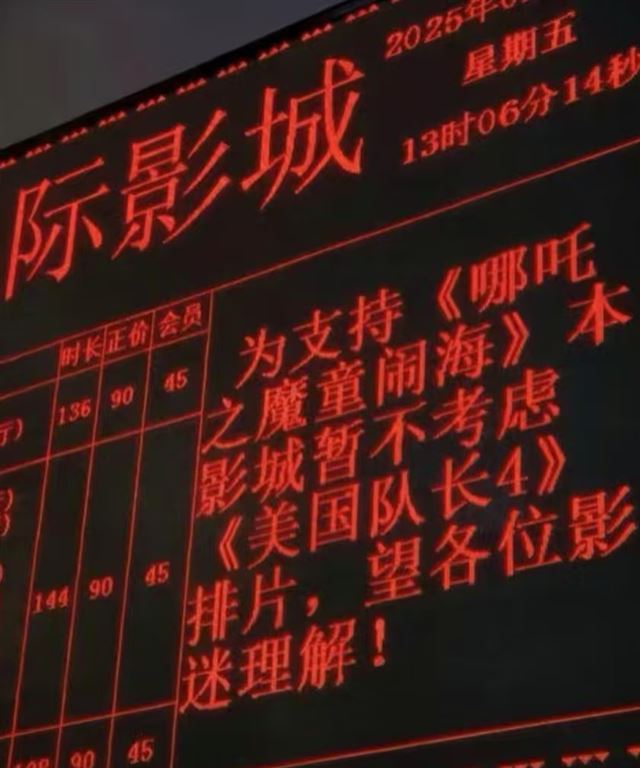 2025年0
星期五
13时06分14秒
际影城
时长 正价 会员
厅） 136 90 45
144 90 45
90 45
为支持《哪吒
之魔童闹海》本
影城暂不考虑
《美国队长4》
排片，望各位影
迷理解！